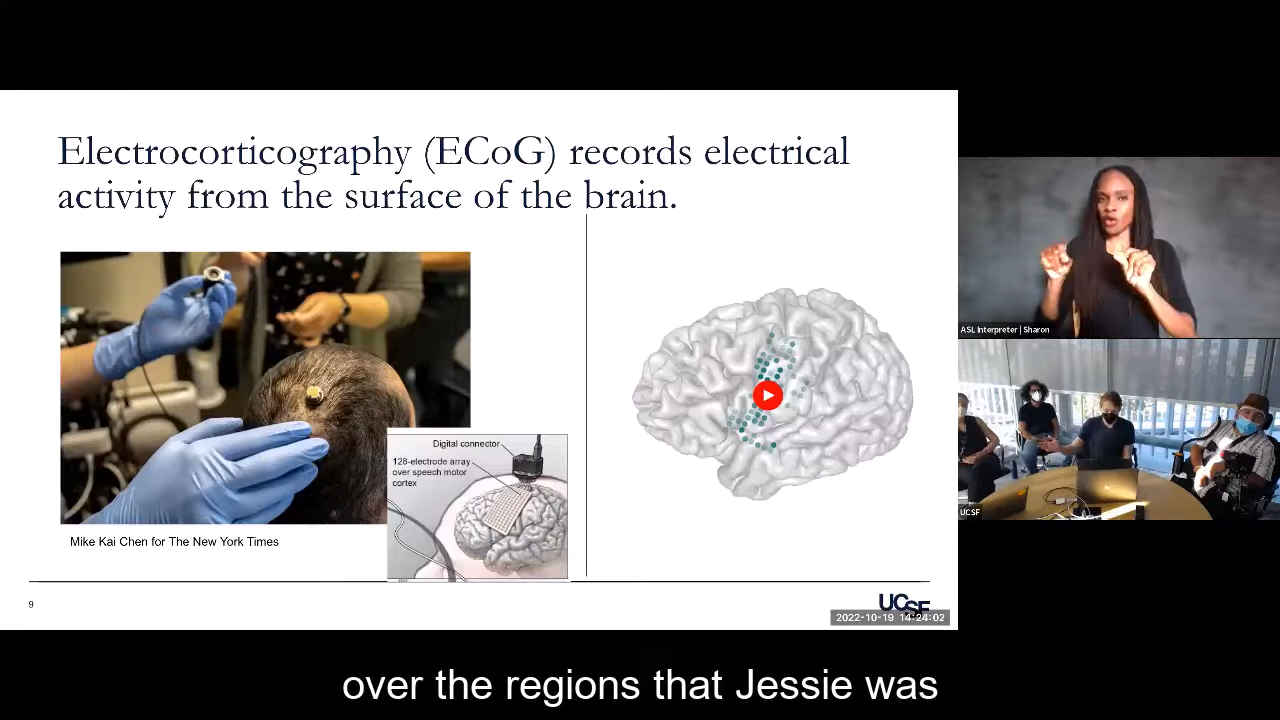 Electrocorticography (ECoG) records electrical
activity from the surface of the brain.
Digital connector
128-electrode array
over speech motor
cortex
Mike Kai Chen for The New York Times
9
UCSF
2022-10-19 14:24:02
ASL Interpreter | Sharon
UCSF
over the regions that Jessie was